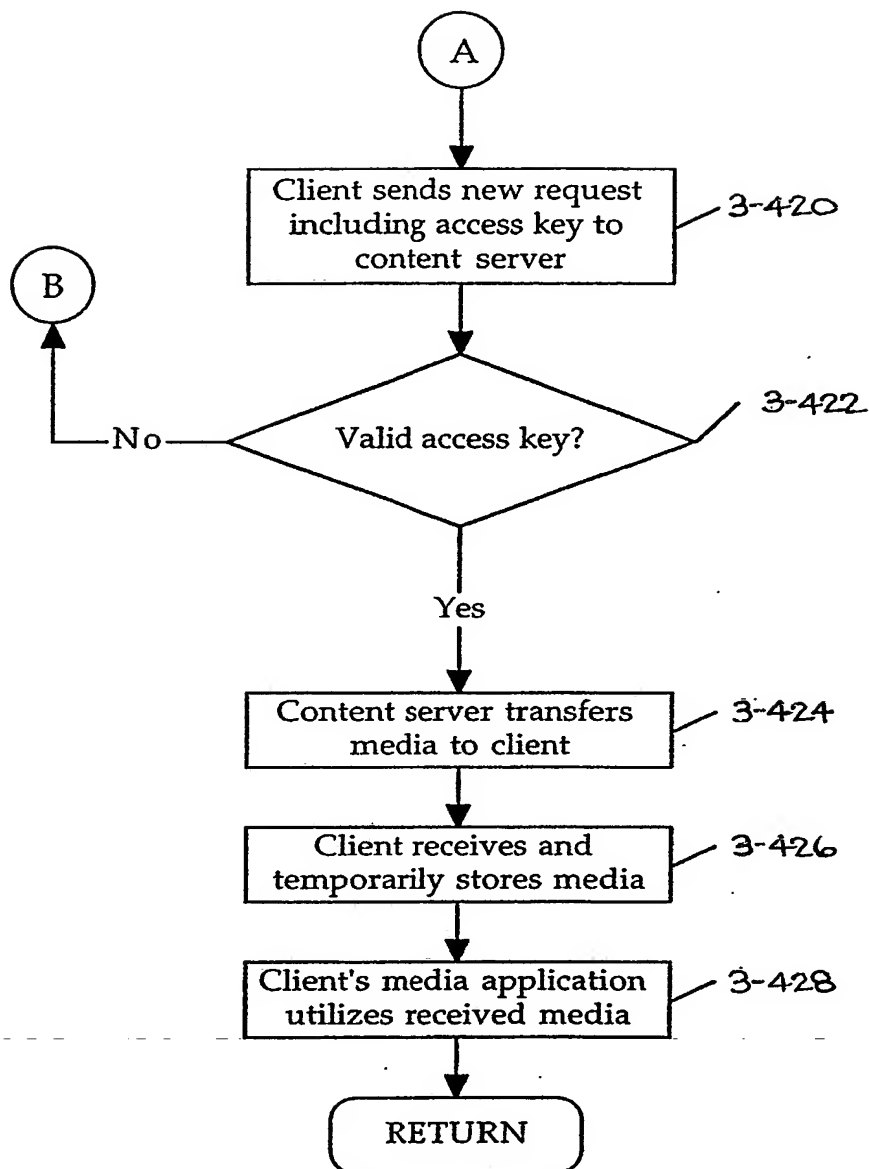 A
Client sends new request
including access key to
content server
3-420
B
Valid access key?
3-422
No
Yes
Content server transfers
media to client
3-424
Client receives and
temporarily stores media
3-426
Client's media application
utilizes received media
3-428
RETURN